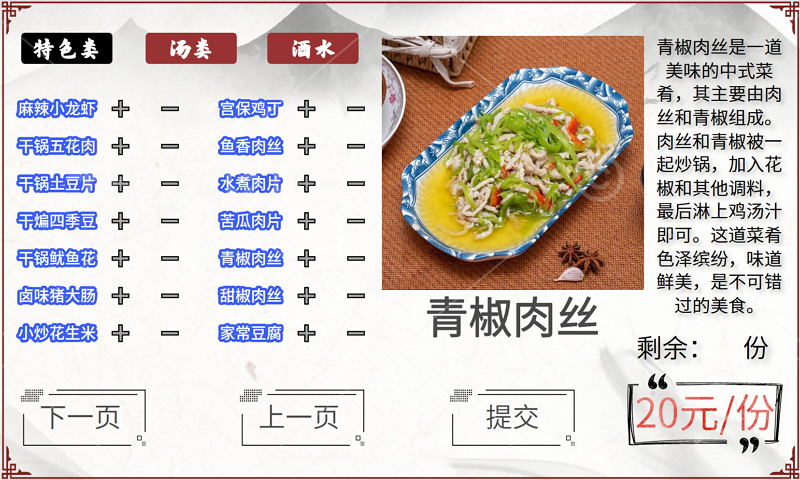 特色类 汤类 酒水
麻辣小龙虾 + − 宫保鸡丁 + −
干锅五花肉 + − 鱼香肉丝 + −
干锅土豆片 + − 水煮肉片 + −
干煸四季豆 + − 苦瓜肉片 + −
干锅鱿鱼花 + − 青椒肉丝 + −
卤味猪大肠 + − 甜椒肉丝 + −
小炒花生米 + − 家常豆腐 + −
青椒肉丝
青椒肉丝是一道
美味的中式菜
肴，其主要由肉
丝和青椒组成。
肉丝和青椒被一
起炒锅，加入花
椒和其他调料，
最后淋上鸡汤汁
即可。这道菜肴
色泽缤纷，味道
鲜美，是不可错
过的美食。
剩余： 份
20元/份
下一页 上一页 提交